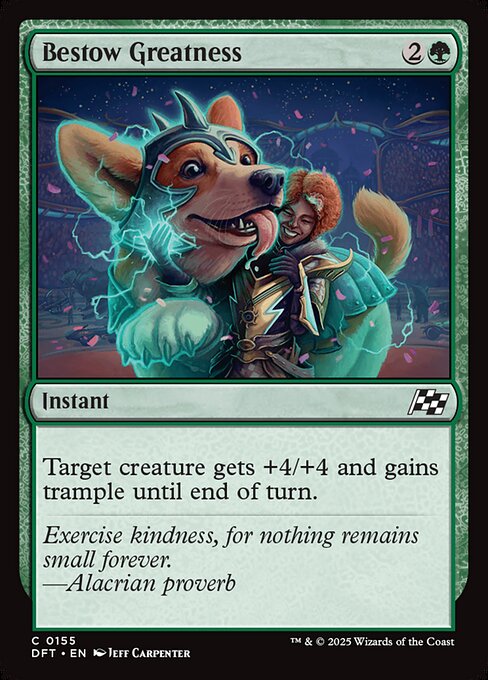 Bestow Greatness 2
Instant
Target creature gets +4/+4 and gains
trample until end of turn.
Exercise kindness, for nothing remains
small forever.
—Alacrian proverb
C 0155
DFT • EN Jeff Carpenter
™ & © 2025 Wizards of the Coast